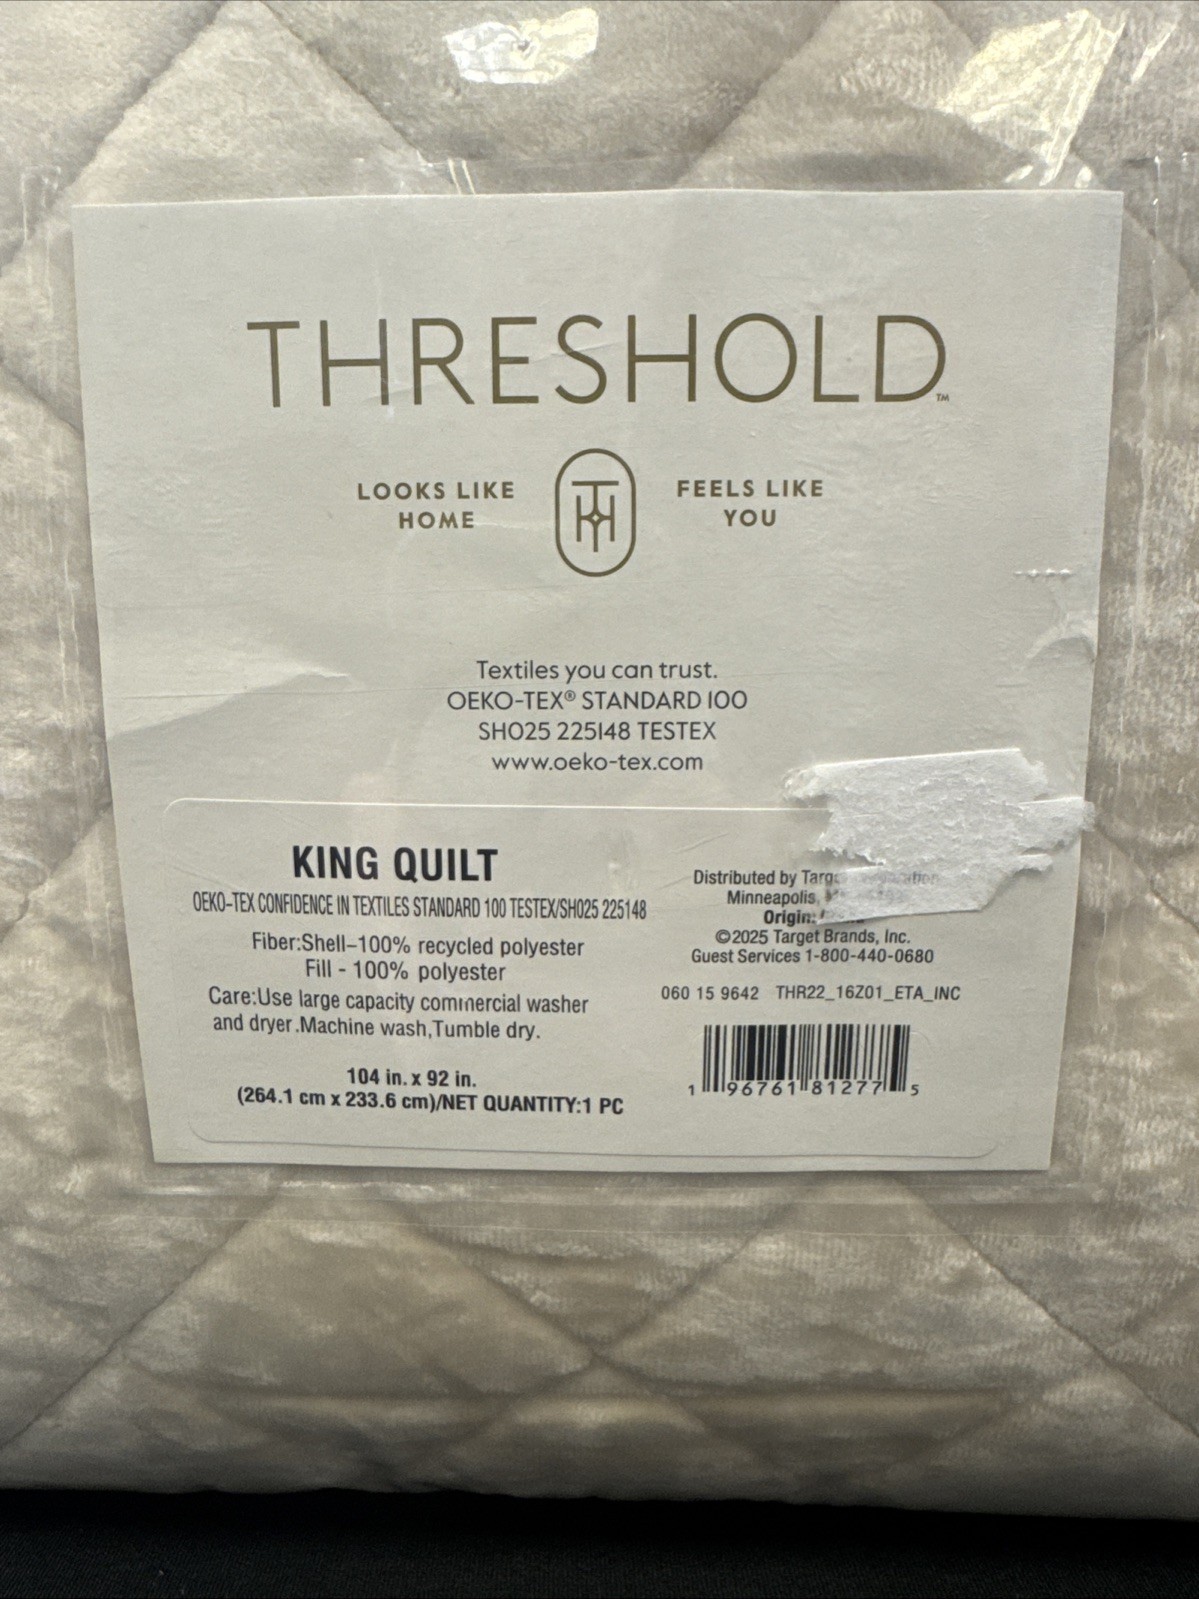 THRESHOLD™
LOOKS LIKE HOME
FEELS LIKE YOU
Textiles you can trust.
OEKO-TEX® STANDARD 100
SHO25 225148 TESTEX
www.oeko-tex.com
KING QUILT
OEKO-TEX CONFIDENCE IN TEXTILES STANDARD 100 TESTEX/SH025 225148
Fiber:Shell-100% recycled polyester
Fill - 100% polyester
Care:Use large capacity commercial washer
and dryer.Machine wash,Tumble dry.
104 in. x 92 in.
(264.1 cm x 233.6 cm)/NET QUANTITY:1 PC
Distributed by
Minneapolis,
Origin:
©2025 Target Brands, Inc.
Guest Services 1-800-440-0680
060 15 9642 THR22_16Z01_ETA_INC
1 96761 81277 5